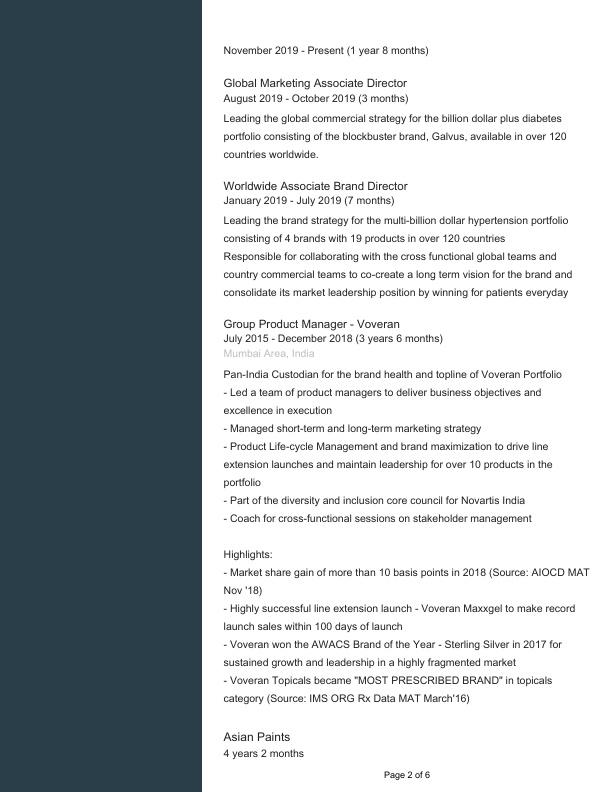 November 2019 - Present (1 year 8 months)
Global Marketing Associate Director
August 2019 - October 2019 (3 months)
Leading the global commercial strategy for the billion dollar plus diabetes
portfolio consisting of the blockbuster brand, Galvus, available in over 120
countries worldwide.
Worldwide Associate Brand Director
January 2019 - July 2019 (7 months)
Leading the brand strategy for the multi-billion dollar hypertension portfolio
consisting of 4 brands with 19 products in over 120 countries
Responsible for collaborating with the cross functional global teams and
country commercial teams to co-create a long term vision for the brand and
consolidate its market leadership position by winning for patients everyday
Group Product Manager - Voveran
July 2015 - December 2018 (3 years 6 months)
Mumbai Area, India
Pan-India Custodian for the brand health and topline of Voveran Portfolio
- Led a team of product managers to deliver business objectives and
excellence in execution
- Managed short-term and long-term marketing strategy
- Product Life-cycle Management and brand maximization to drive line
extension launches and maintain leadership for over 10 products in the
portfolio
- Part of the diversity and inclusion core council for Novartis India
- Coach for cross-functional sessions on stakeholder management
Highlights:
- Market share gain of more than 10 basis points in 2018 (Source: AIOCD MAT
Nov '18)
- Highly successful line extension launch - Voveran Maxxgel to make record
launch sales within 100 days of launch
- Voveran won the AWACS Brand of the Year - Sterling Silver in 2017 for
sustained growth and leadership in a highly fragmented market
- Voveran Topicals became "MOST PRESCRIBED BRAND" in topicals
category (Source: IMS ORG Rx Data MAT March'16)
Asian Paints
4 years 2 months
Page 2 of 6